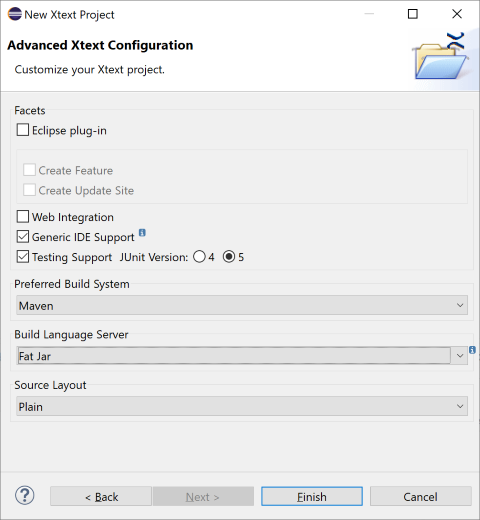 New Xtext Project
Advanced Xtext Configuration
Customize your Xtext project.
Facets
Eclipse plug-in
Create Feature
Create Update Site
Web Integration
Generic IDE Support
Testing Support JUnit Version: 4 5
Preferred Build System
Maven
Build Language Server
Fat Jar
Source Layout
Plain
? < Back Next > Finish Cancel